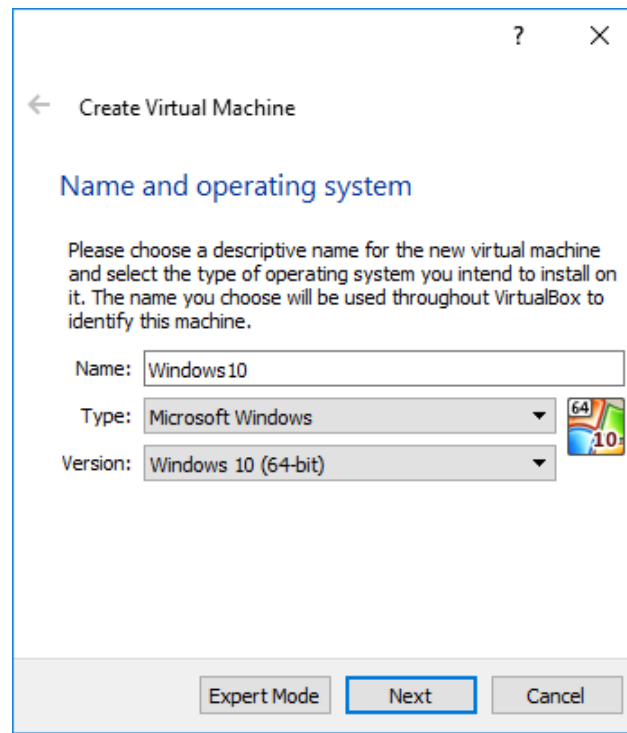 ?
Create Virtual Machine
Name and operating system
Please choose a descriptive name for the new virtual machine
and select the type of operating system you intend to install on
it. The name you choose will be used throughout VirtualBox to
identify this machine.
Name: Windows10
Type: Microsoft Windows
64
10
Version: Windows 10 (64-bit)
Expert Mode Next Cancel